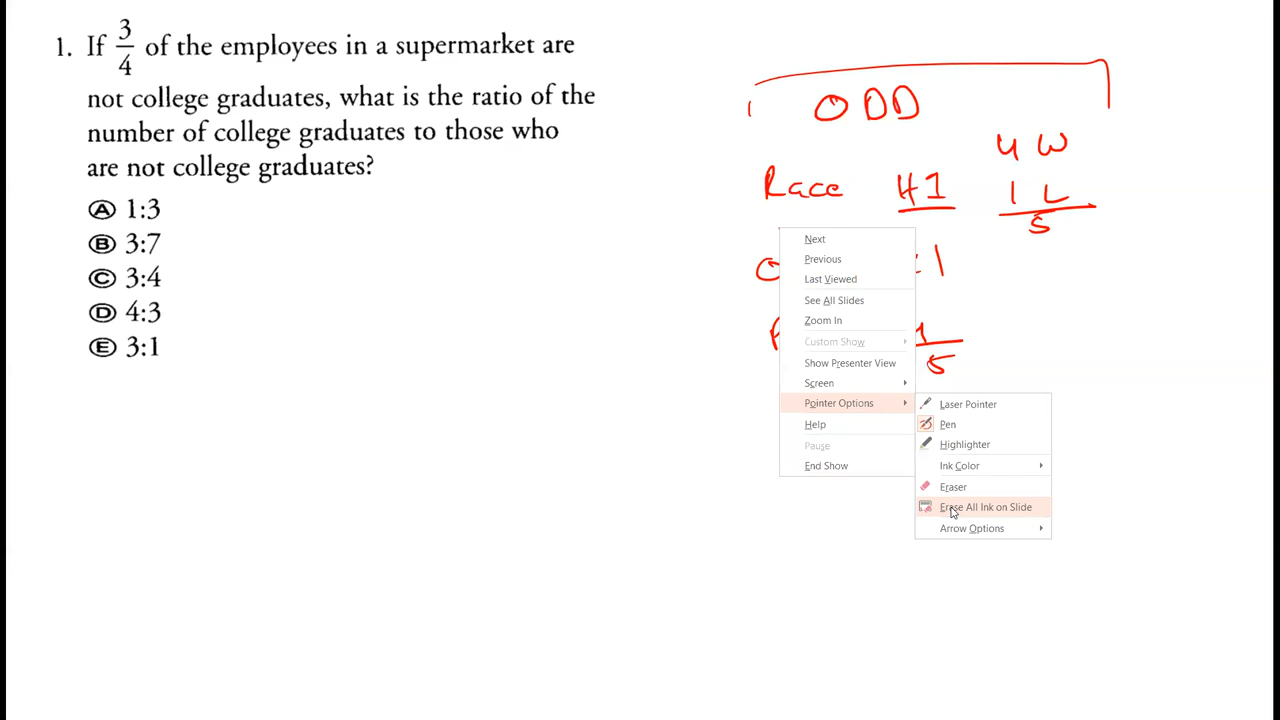 1. If 3/4 of the employees in a supermarket are
not college graduates, what is the ratio of the
number of college graduates to those who
are not college graduates?
A 1:3
B 3:7
C 3:4
D 4:3
E 3:1
ODD
4 W
Race #1 1 L
5
:1
5
Next
Previous
Last Viewed
See All Slides
Zoom In
Custom Show
Show Presenter View
Screen
Pointer Options
Help
Pause
End Show
Laser Pointer
Pen
Highlighter
Ink Color
Eraser
Erase All Ink on Slide
Arrow Options